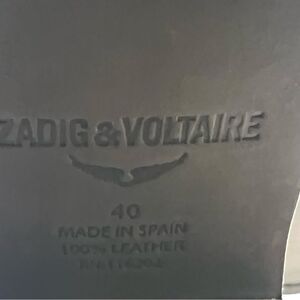 ZADIG & VOLTAIRE
40
MADE IN SPAIN
100% LEATHER